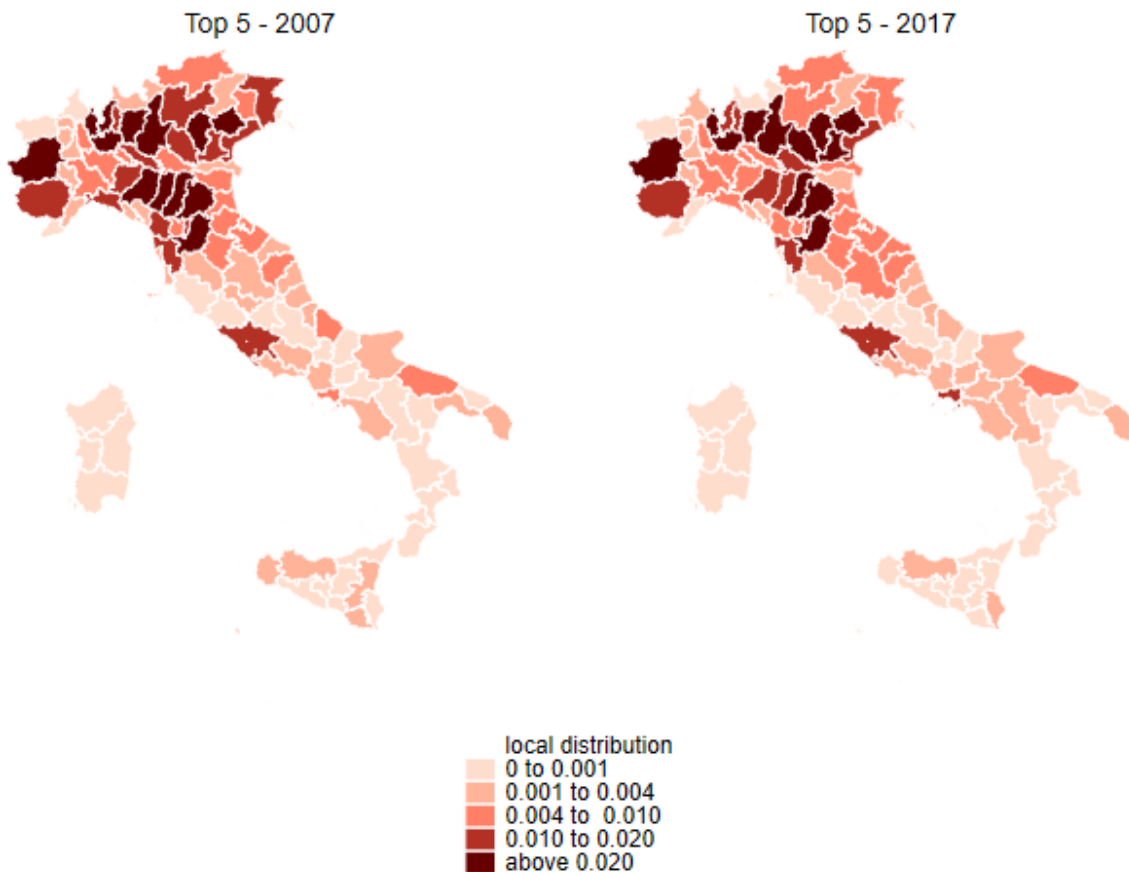 Top 5 - 2007
Top 5 - 2017
local distribution
0 to 0.001
0.001 to 0.004
0.004 to  0.010
0.010 to 0.020
above 0.020